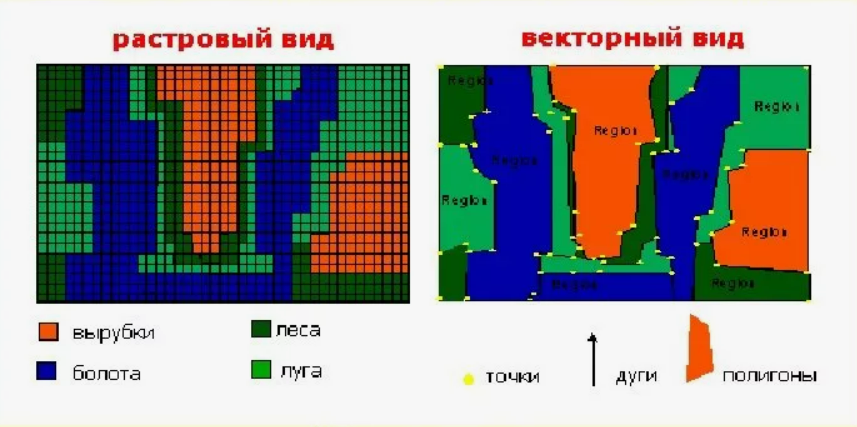 растровый вид
векторный вид
Region
Region
Region
Region
Region
Region
Region
Region
Region
вырубки
леса
болота
луга
точки
дуги
полигоны